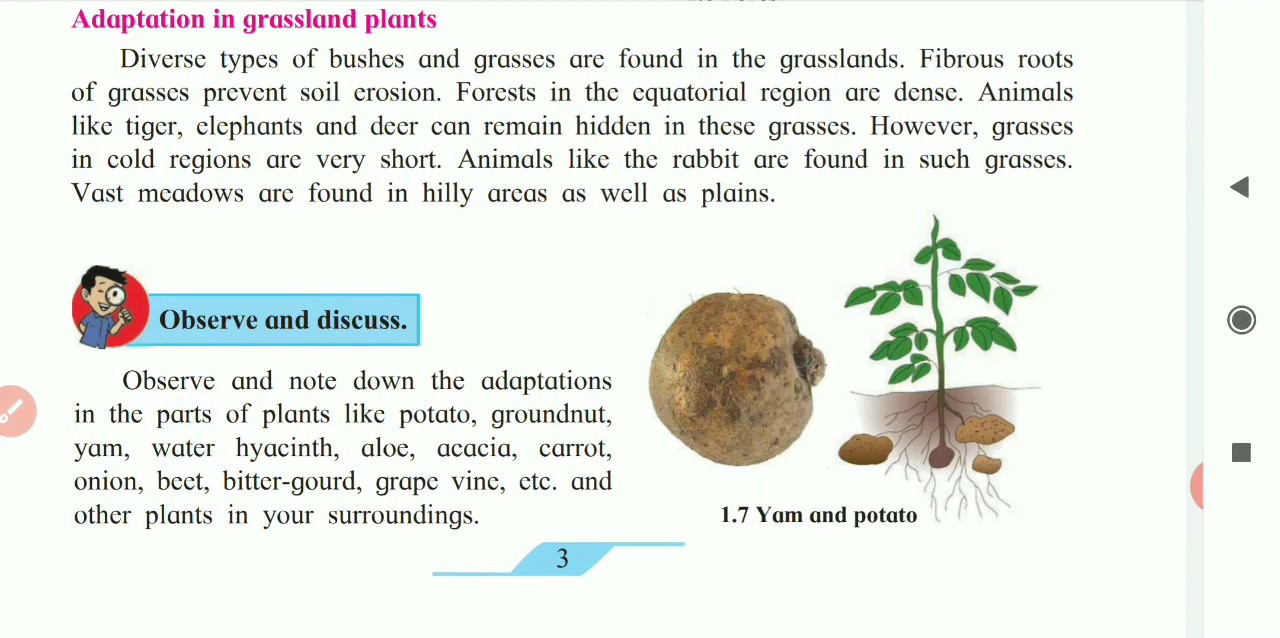 Adaptation in grassland plants
Diverse types of bushes and grasses are found in the grasslands. Fibrous roots
of grasses prevent soil erosion. Forests in the equatorial region are dense. Animals
like tiger, elephants and deer can remain hidden in these grasses. However, grasses
in cold regions are very short. Animals like the rabbit are found in such grasses.
Vast meadows are found in hilly areas as well as plains.
Observe and discuss.
Observe and note down the adaptations
in the parts of plants like potato, groundnut,
yam, water hyacinth, aloe, acacia, carrot,
onion, beet, bitter-gourd, grape vine, etc. and
other plants in your surroundings.
1.7 Yam and potato
3